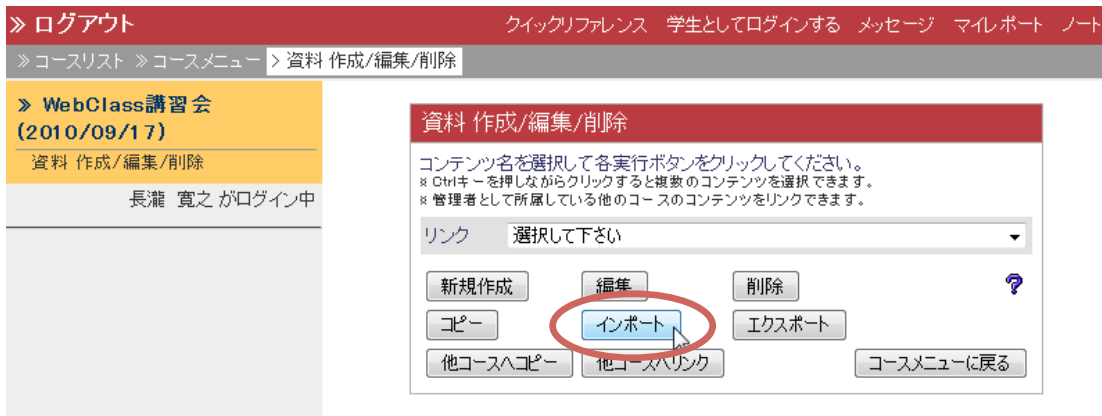 » ログアウト クイックリファレンス 学生としてログインする メッセージ マイレポート ノート
» コースリスト » コースメニュー > 資料 作成/編集/削除
» WebClass講習会
(2010/09/17)
資料 作成/編集/削除
長瀧 寛之 がログイン中
資料 作成/編集/削除
コンテンツ名を選択して各実行ボタンをクリックしてください。
※ Ctrlキーを押しながらクリックすると複数のコンテンツを選択できます。
※ 管理者として所属している他のコースのコンテンツをリンクできます。
リンク 選択して下さい
新規作成 編集 削除 ?
コピー インポート エクスポート
他コースへコピー 他コースへリンク コースメニューに戻る